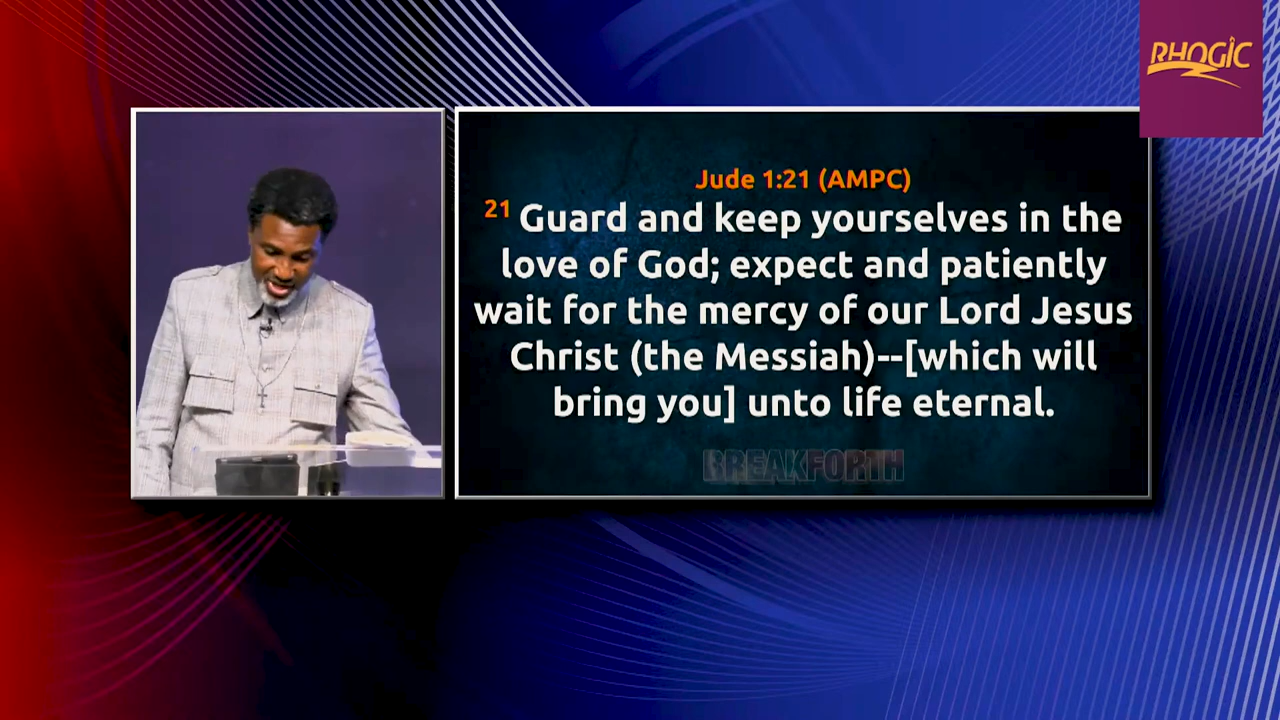 RHOGIC
Jude 1:21 (AMPC)
21 Guard and keep yourselves in the
love of God; expect and patiently
wait for the mercy of our Lord Jesus
Christ (the Messiah)--[which will
bring you] unto life eternal.
BREAKFORTH